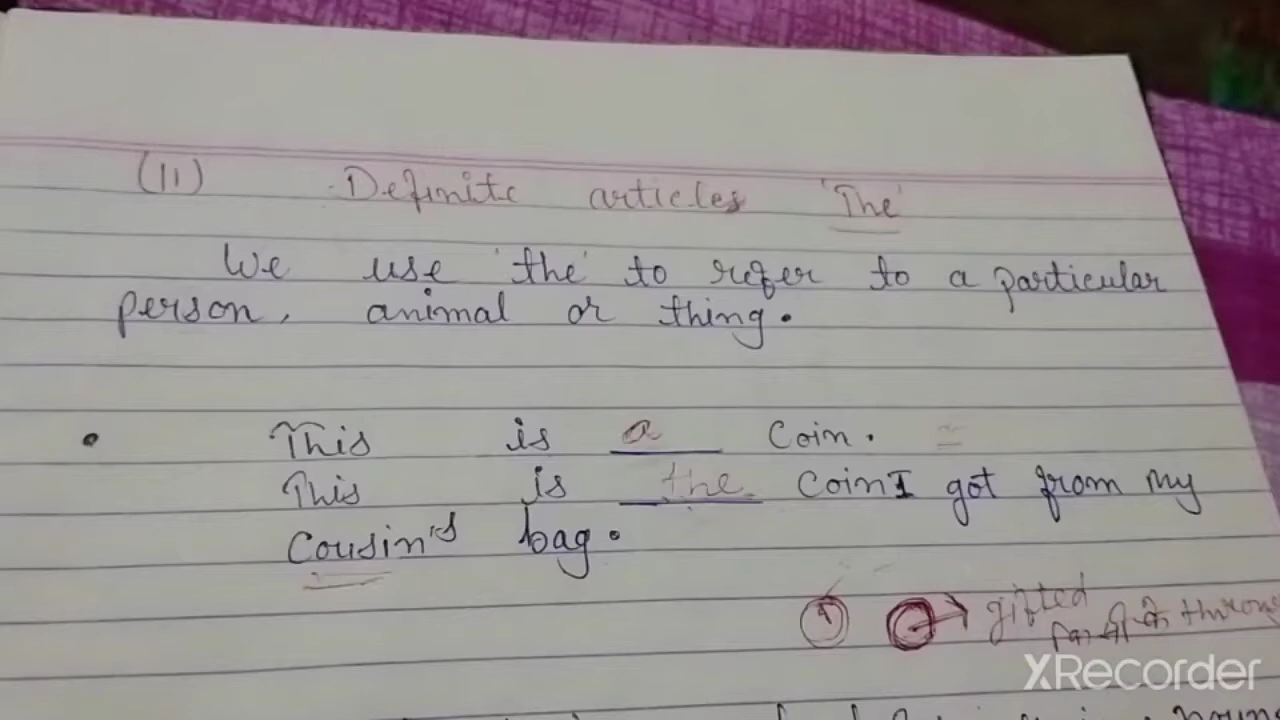 (11) Definite articles 'The'
We use 'the' to refer to a particular
person, animal or thing.
• This is a Coin.
This is the Coin I got from my
Cousin's bag.
gifted
किसी के throug
XRecorder